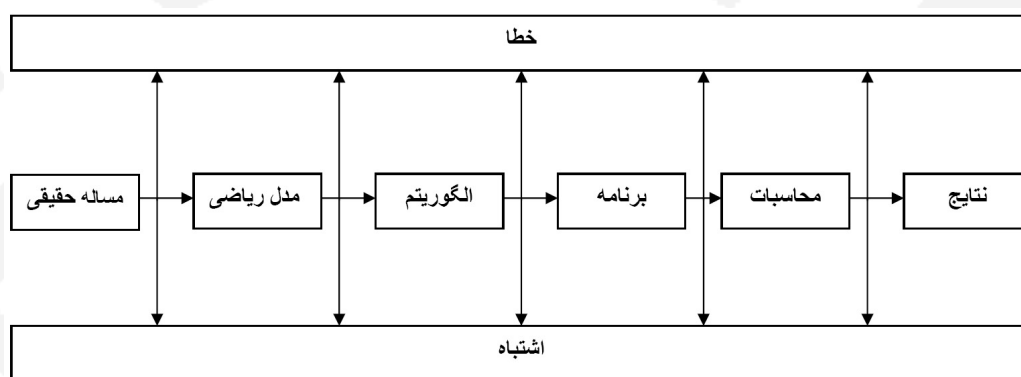 خطا
مساله حقیقی
مدل ریاضی
الگوریتم
برنامه
محاسبات
نتایج
اشتباه